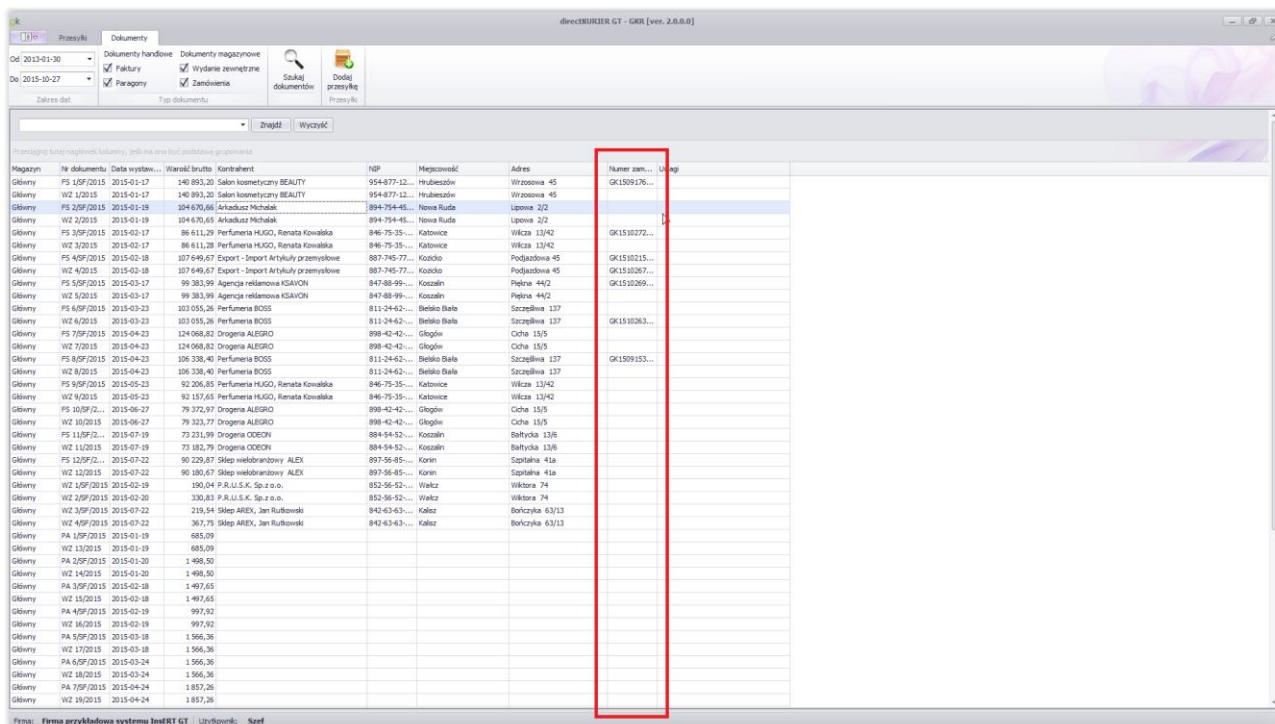 gk directKURIER GT - GKR [ver. 2.0.0.0]
Przesyłki Dokumenty
Od 2013-01-30 Dokumenty handlowe Dokumenty magazynowe
Faktury Wydanie zewnętrzne
Do 2015-10-27 Paragony Zamówienia Szukaj dokumentów Dodaj przesyłkę
Zakres dat Typ dokumentu Przesyłki
Znajdź Wyczyść
Przeciągnij tutaj nagłówek kolumny, jeśli ma ona być podstawą grupowania
Magazyn Nr dokumentu Data wystaw... Warość brutto Kontrahent NIP Miejscowość Adres Numer zam... Uwagi
Główny FS 1/SF/2015 2015-01-17 140 893,20 Salon kosmetyczny BEAUTY 954-877-12... Hrubieszów Wrzosowa 45 GK1509176...
Główny WZ 1/2015 2015-01-17 140 893,20 Salon kosmetyczny BEAUTY 954-877-12... Hrubieszów Wrzosowa 45
Główny FS 2/SF/2015 2015-01-19 104 670,66 Arkadiusz Michalak 894-754-45... Nowa Ruda Lipowa 2/2
Główny WZ 2/2015 2015-01-19 104 670,65 Arkadiusz Michalak 894-754-45... Nowa Ruda Lipowa 2/2
Główny FS 3/SF/2015 2015-02-17 86 611,29 Perfumeria HUGO, Renata Kowalska 846-75-35-... Katowice Wilcza 13/42 GK1510272...
Główny WZ 3/2015 2015-02-17 86 611,28 Perfumeria HUGO, Renata Kowalska 846-75-35-... Katowice Wilcza 13/42
Główny FS 4/SF/2015 2015-02-18 107 649,67 Export - Import Artykuły przemysłowe 887-745-77... Kozicko Podjazdowa 45 GK1510215...
Główny WZ 4/2015 2015-02-18 107 649,67 Export - Import Artykuły przemysłowe 887-745-77... Kozicko Podjazdowa 45 GK1510267...
Główny FS 5/SF/2015 2015-03-17 99 383,99 Agencja reklamowa KSAVON 847-88-99-... Koszalin Piękna 44/2 GK1510269...
Główny WZ 5/2015 2015-03-17 99 383,99 Agencja reklamowa KSAVON 847-88-99-... Koszalin Piękna 44/2
Główny FS 6/SF/2015 2015-03-23 103 055,26 Perfumeria BOSS 811-24-62-... Bielsko Biała Szczęśliwa 137
Główny WZ 6/2015 2015-03-23 103 055,26 Perfumeria BOSS 811-24-62-... Bielsko Biała Szczęśliwa 137 GK1510263...
Główny FS 7/SF/2015 2015-04-23 124 068,82 Drogeria ALEGRO 898-42-42-... Głogów Cicha 15/5
Główny WZ 7/2015 2015-04-23 124 068,82 Drogeria ALEGRO 898-42-42-... Głogów Cicha 15/5
Główny FS 8/SF/2015 2015-04-23 106 338,40 Perfumeria BOSS 811-24-62-... Bielsko Biała Szczęśliwa 137 GK1509153...
Główny WZ 8/2015 2015-04-23 106 338,40 Perfumeria BOSS 811-24-62-... Bielsko Biała Szczęśliwa 137
Główny FS 9/SF/2015 2015-05-23 92 206,85 Perfumeria HUGO, Renata Kowalska 846-75-35-... Katowice Wilcza 13/42
Główny WZ 9/2015 2015-05-23 92 157,65 Perfumeria HUGO, Renata Kowalska 846-75-35-... Katowice Wilcza 13/42
Główny FS 10/SF/2... 2015-06-27 79 372,97 Drogeria ALEGRO 898-42-42-... Głogów Cicha 15/5
Główny WZ 10/2015 2015-06-27 79 323,77 Drogeria ALEGRO 898-42-42-... Głogów Cicha 15/5
Główny FS 11/SF/2... 2015-07-19 73 231,99 Drogeria ODEON 884-54-52-... Koszalin Bałtycka 13/6
Główny WZ 11/2015 2015-07-19 73 182,79 Drogeria ODEON 884-54-52-... Koszalin Bałtycka 13/6
Główny FS 12/SF/2... 2015-07-22 90 229,87 Sklep wielobranżowy ALEX 897-56-85-... Konin Szpitalna 41a
Główny WZ 12/2015 2015-07-22 90 180,67 Sklep wielobranżowy ALEX 897-56-85-... Konin Szpitalna 41a
Główny WZ 1/SF/2015 2015-02-19 190,04 P.R.U.S.K. Sp.z o.o. 852-56-52-... Wałcz Wiktora 74
Główny WZ 2/SF/2015 2015-02-20 330,83 P.R.U.S.K. Sp.z o.o. 852-56-52-... Wałcz Wiktora 74
Główny WZ 3/SF/2015 2015-07-22 219,54 Sklep AREX, Jan Rutkowski 842-63-63-... Kalisz Bończyka 63/13
Główny WZ 4/SF/2015 2015-07-22 367,75 Sklep AREX, Jan Rutkowski 842-63-63-... Kalisz Bończyka 63/13
Główny PA 1/SF/2015 2015-01-19 685,09
Główny WZ 13/2015 2015-01-19 685,09
Główny PA 2/SF/2015 2015-01-20 1 498,50
Główny WZ 14/2015 2015-01-20 1 498,50
Główny PA 3/SF/2015 2015-02-18 1 497,65
Główny WZ 15/2015 2015-02-18 1 497,65
Główny PA 4/SF/2015 2015-02-19 997,92
Główny WZ 16/2015 2015-02-19 997,92
Główny PA 5/SF/2015 2015-03-18 1 566,36
Główny WZ 17/2015 2015-03-18 1 566,36
Główny PA 6/SF/2015 2015-03-24 1 566,36
Główny WZ 18/2015 2015-03-24 1 566,36
Główny PA 7/SF/2015 2015-04-24 1 857,26
Główny WZ 19/2015 2015-04-24 1 857,26
Firma: Firma przykładowa systemu InsERT GT Użytkownik: Szef